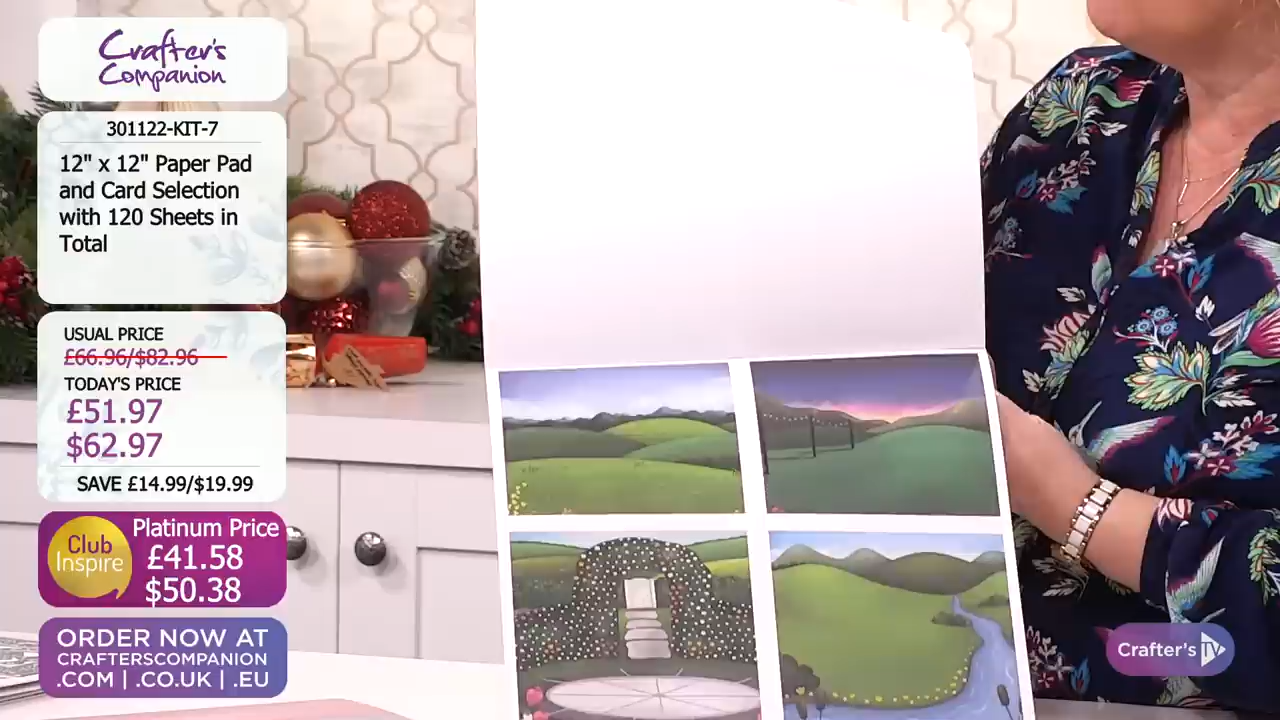 Crafter's
Companion
301122-KIT-7
12" x 12" Paper Pad
and Card Selection
with 120 Sheets in
Total
USUAL PRICE
£66.96/$82.96
TODAY'S PRICE
£51.97
$62.97
SAVE £14.99/$19.99
Club
Inspire
Platinum Price
£41.58
$50.38
ORDER NOW AT
CRAFTERSCOMPANION
.COM | .CO.UK | .EU
Crafter's TV